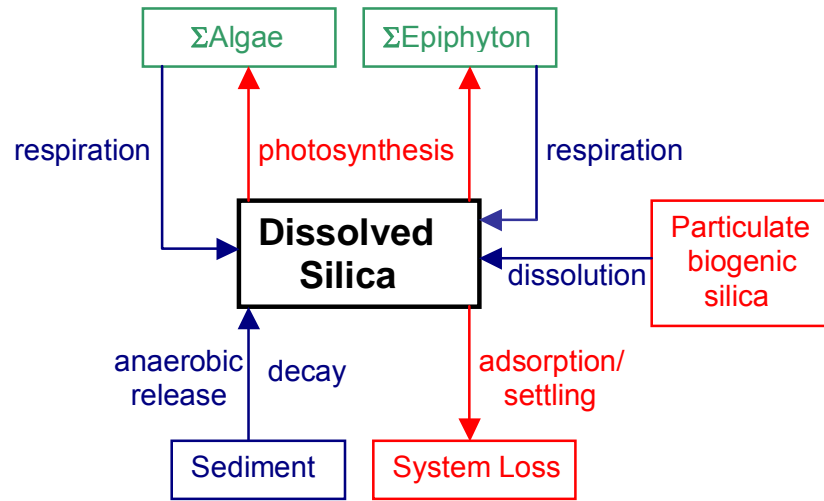 ΣAlgae
ΣEpiphyton
respiration
photosynthesis
respiration
Dissolved
Silica
Particulate
biogenic
silica
dissolution
anaerobic
release
decay
adsorption/
settling
Sediment
System Loss